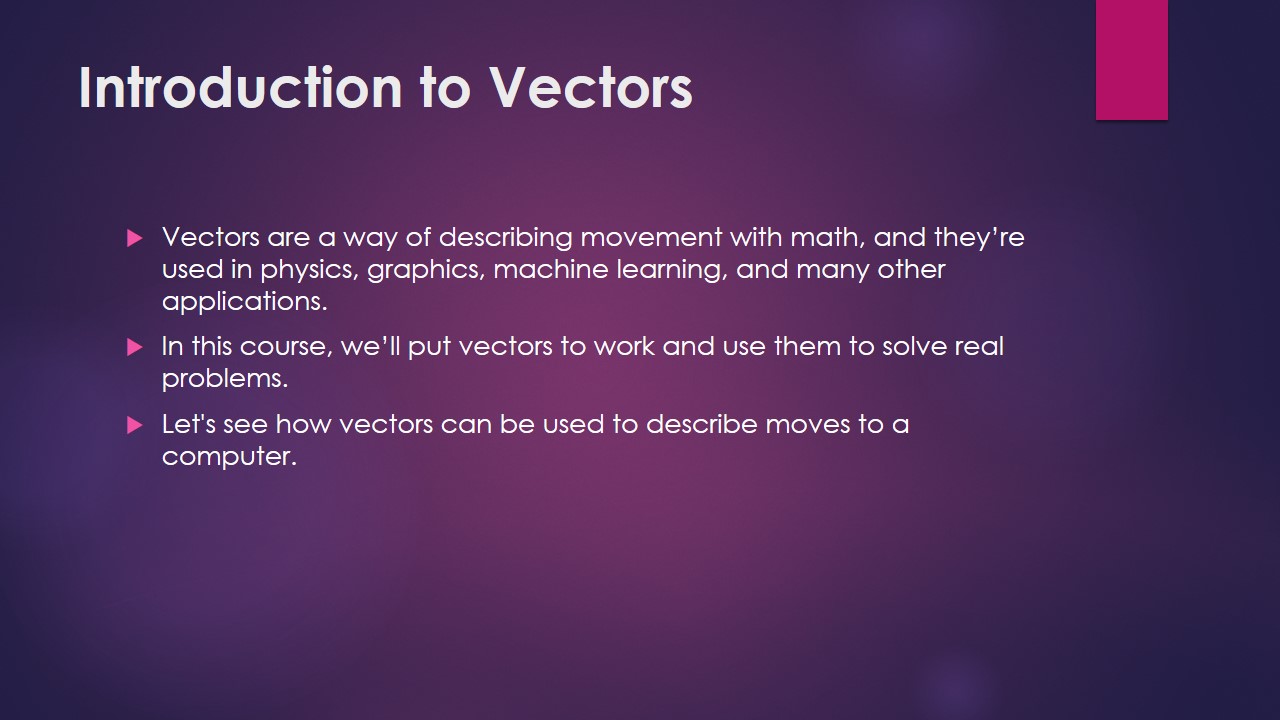 Introduction to Vectors
Vectors are a way of describing movement with math, and they’re
used in physics, graphics, machine learning, and many other
applications.
In this course, we’ll put vectors to work and use them to solve real
problems.
Let's see how vectors can be used to describe moves to a
computer.